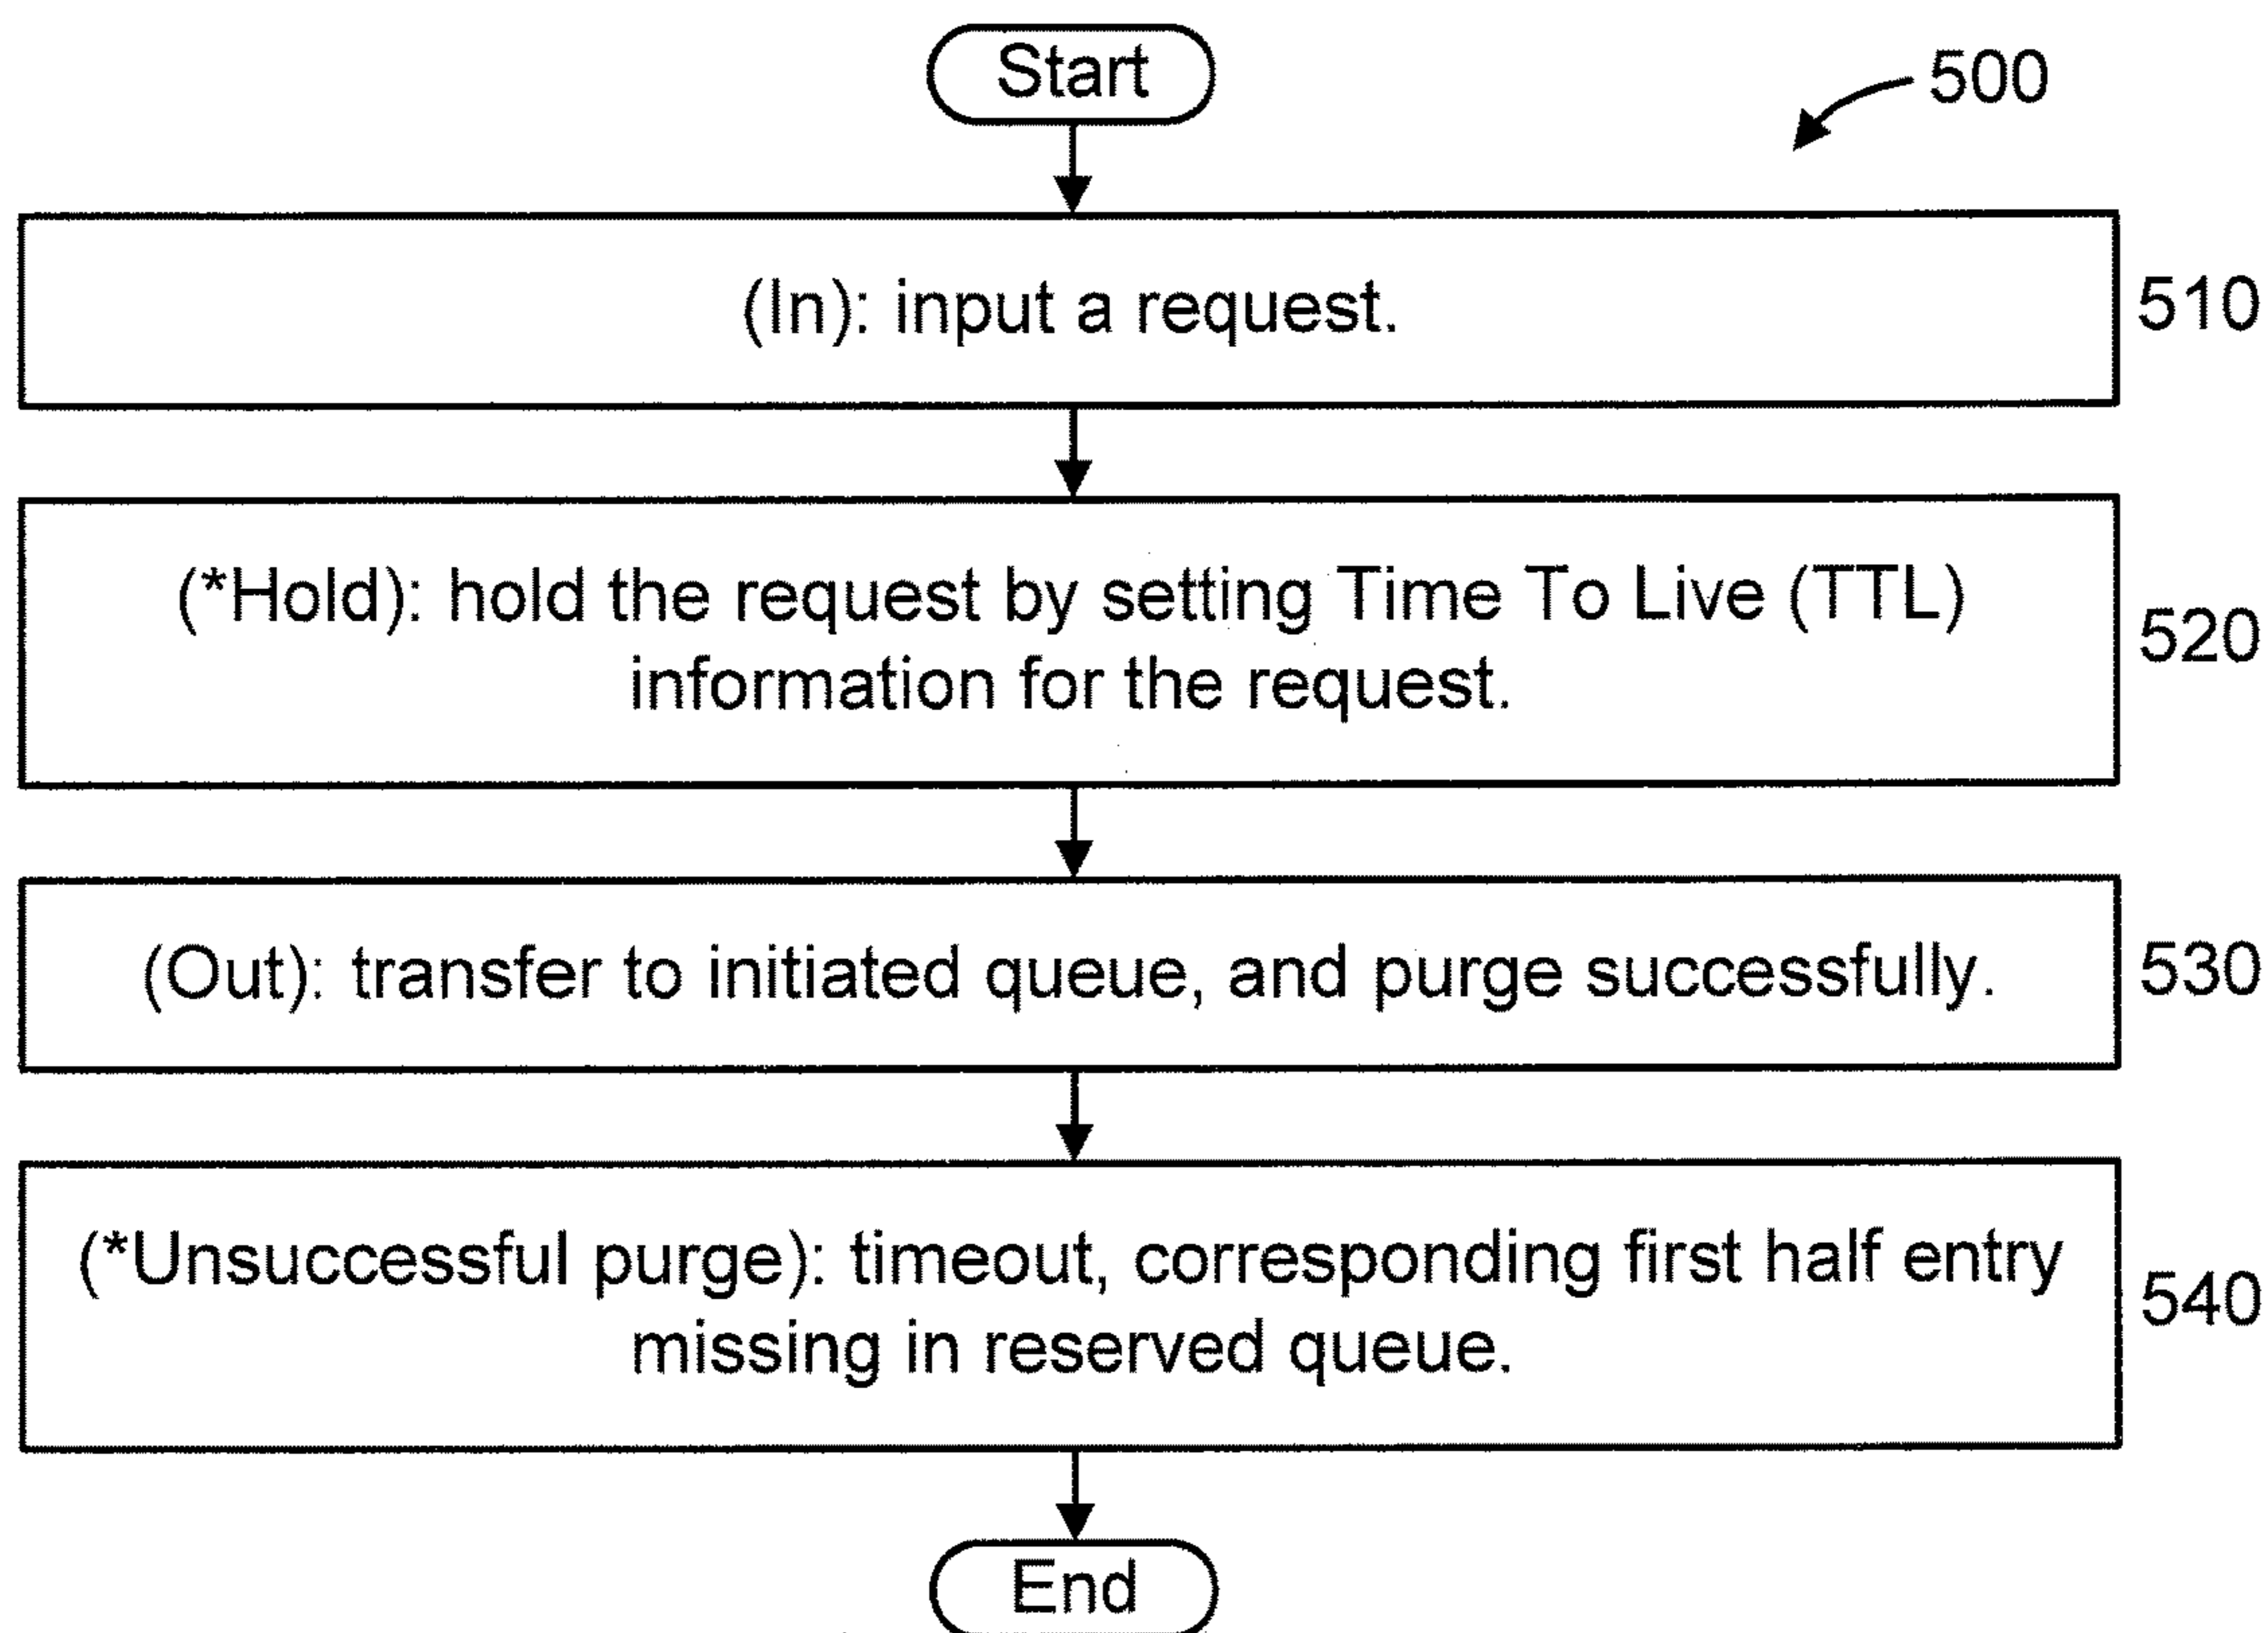 Start
500
(In): input a request.
510
(*Hold): hold the request by setting Time To Live (TTL)
information for the request.
520
(Out): transfer to initiated queue, and purge successfully.
530
(*Unsuccessful purge): timeout, corresponding first half entry
missing in reserved queue.
540
End